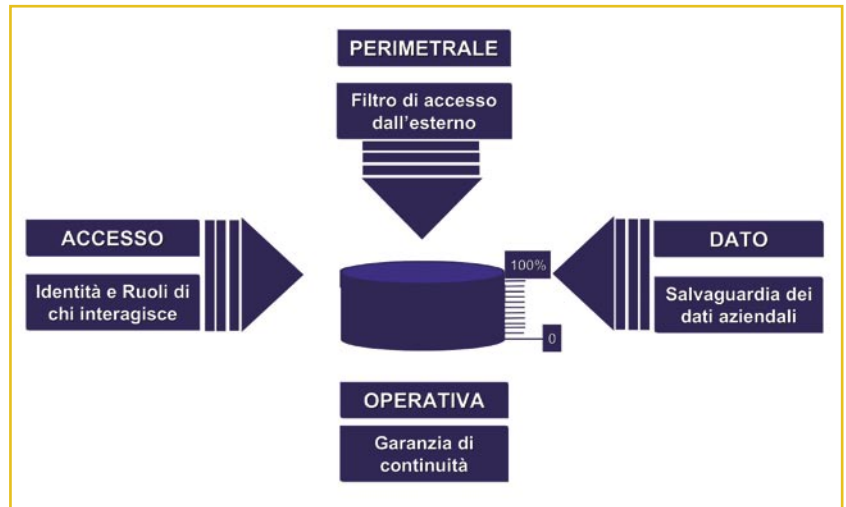 PERIMETRALE
Filtro di accesso
dall'esterno
ACCESSO
Identità e Ruoli di
chi interagisce
100%
0
DATO
Salvaguardia dei
dati aziendali
OPERATIVA
Garanzia di
continuità